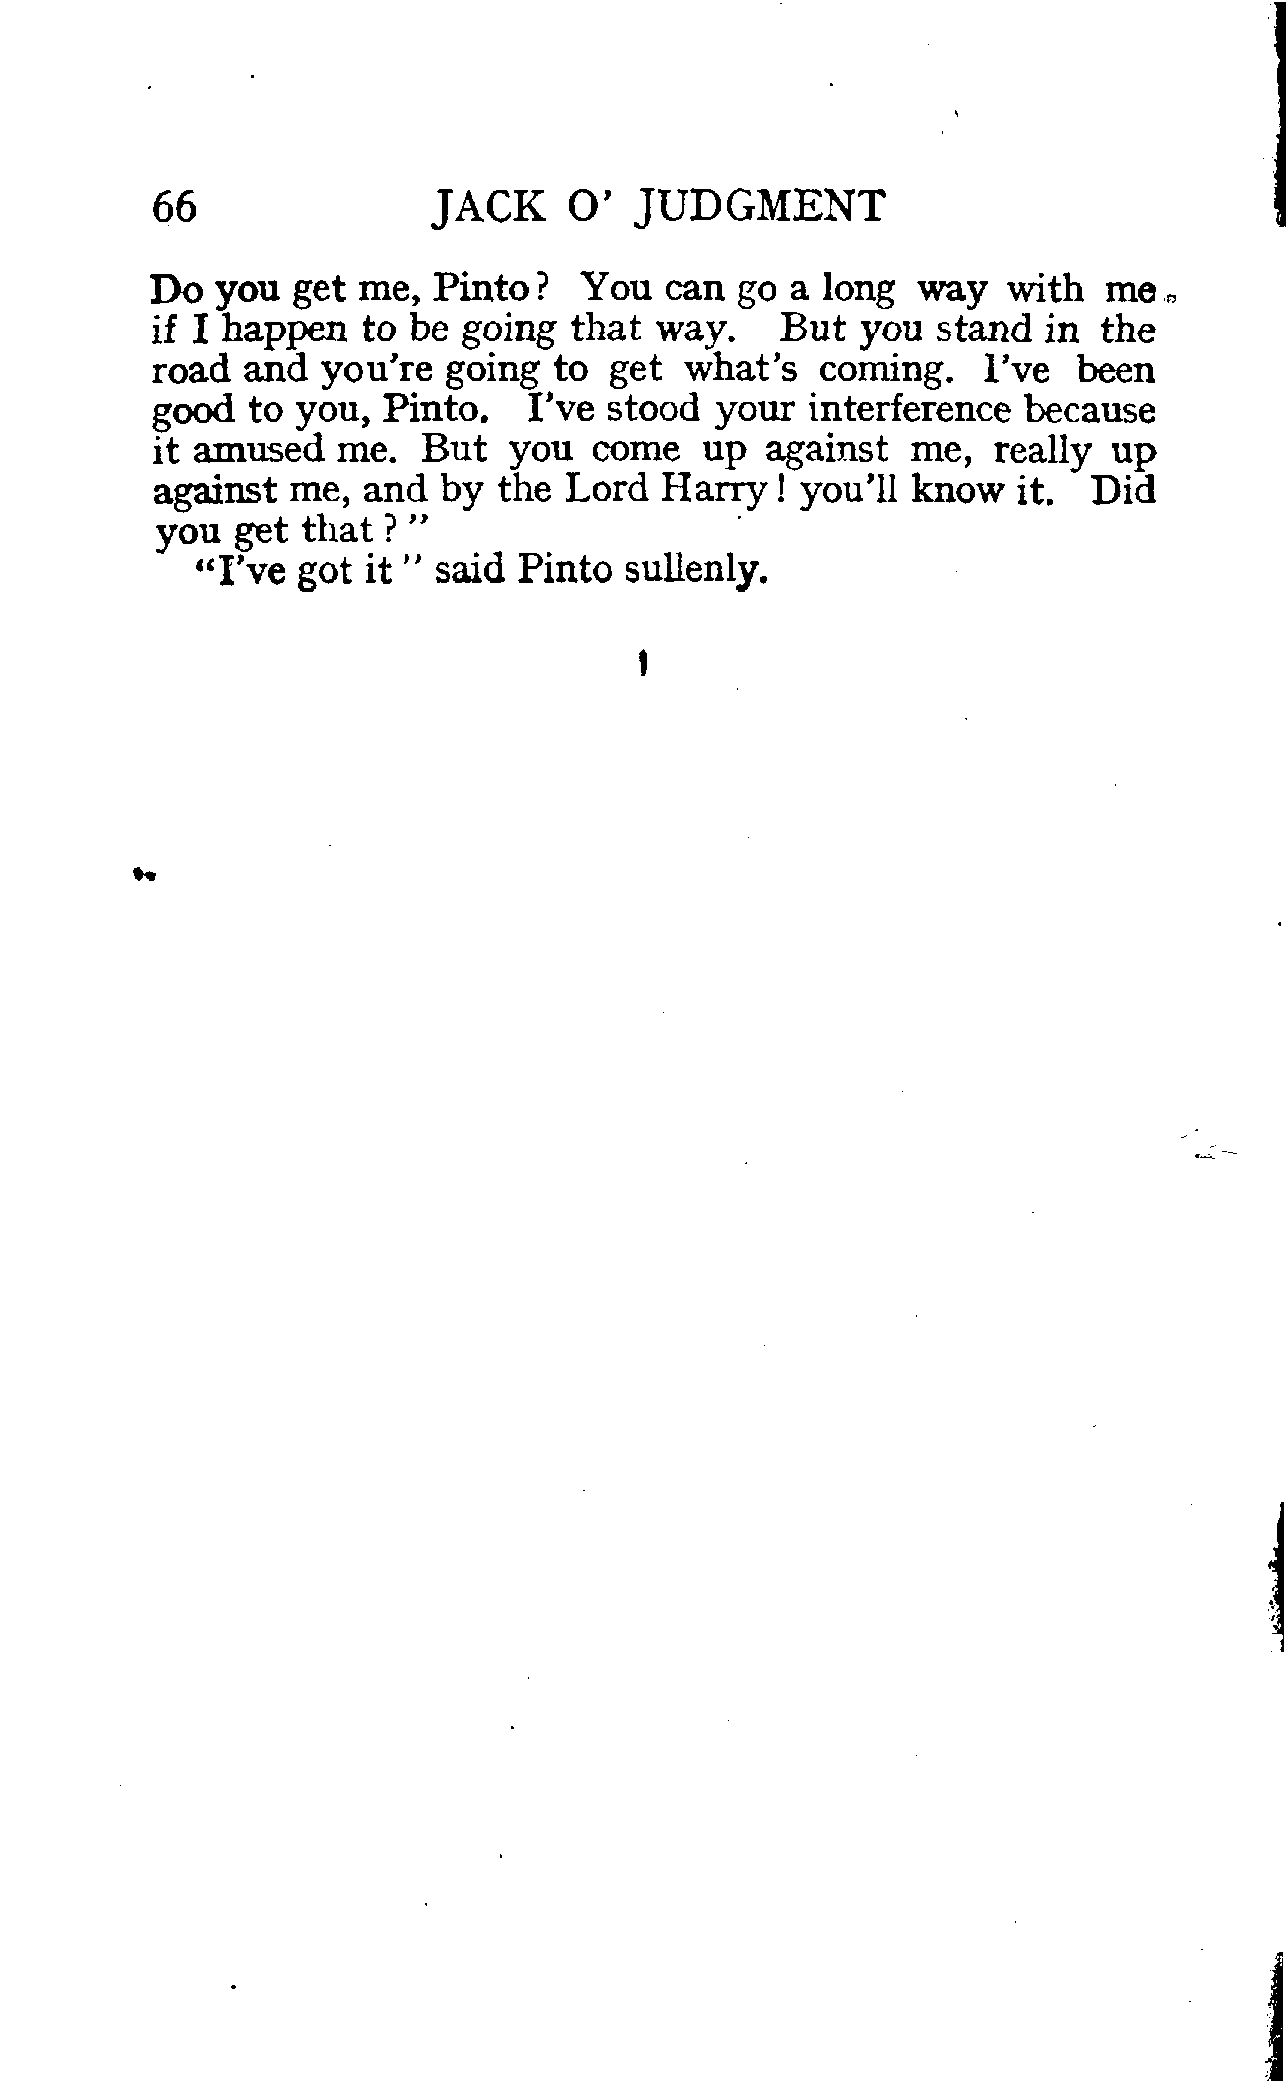 66 JACK O' JUDGMENT
Do you get me, Pinto? You can go a long way with me,
if I happen to be going that way. But you stand in the
road and you're going to get what's coming. I've been
good to you, Pinto. I've stood your interference because
it amused me. But you come up against me, really up
against me, and by the Lord Harry! you'll know it. Did
you get that?"
"I've got it" said Pinto sullenly.